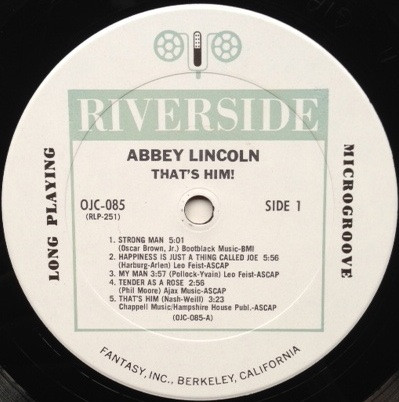 RIVERSIDE
ABBEY LINCOLN
THAT'S HIM!
LONG PLAYING
MICROGROOVE
OJC-085
(RLP-251)
SIDE 1
1. STRONG MAN 5:01
(Oscar Brown, Jr.) Bootblack Music-BMI
2. HAPPINESS IS JUST A THING CALLED JOE 5:56
(Harburg-Arlen) Leo Feist-ASCAP
3. MY MAN 3:57 (Pollock-Yvain) Leo Feist-ASCAP
4. TENDER AS A ROSE 2:56
(Phil Moore) Ajax Music-ASCAP
5. THAT'S HIM (Nash-Weill) 3:23
Chappell Music/Hampshire House Publ.-ASCAP
(OJC-085-A)
FANTASY, INC., BERKELEY, CALIFORNIA